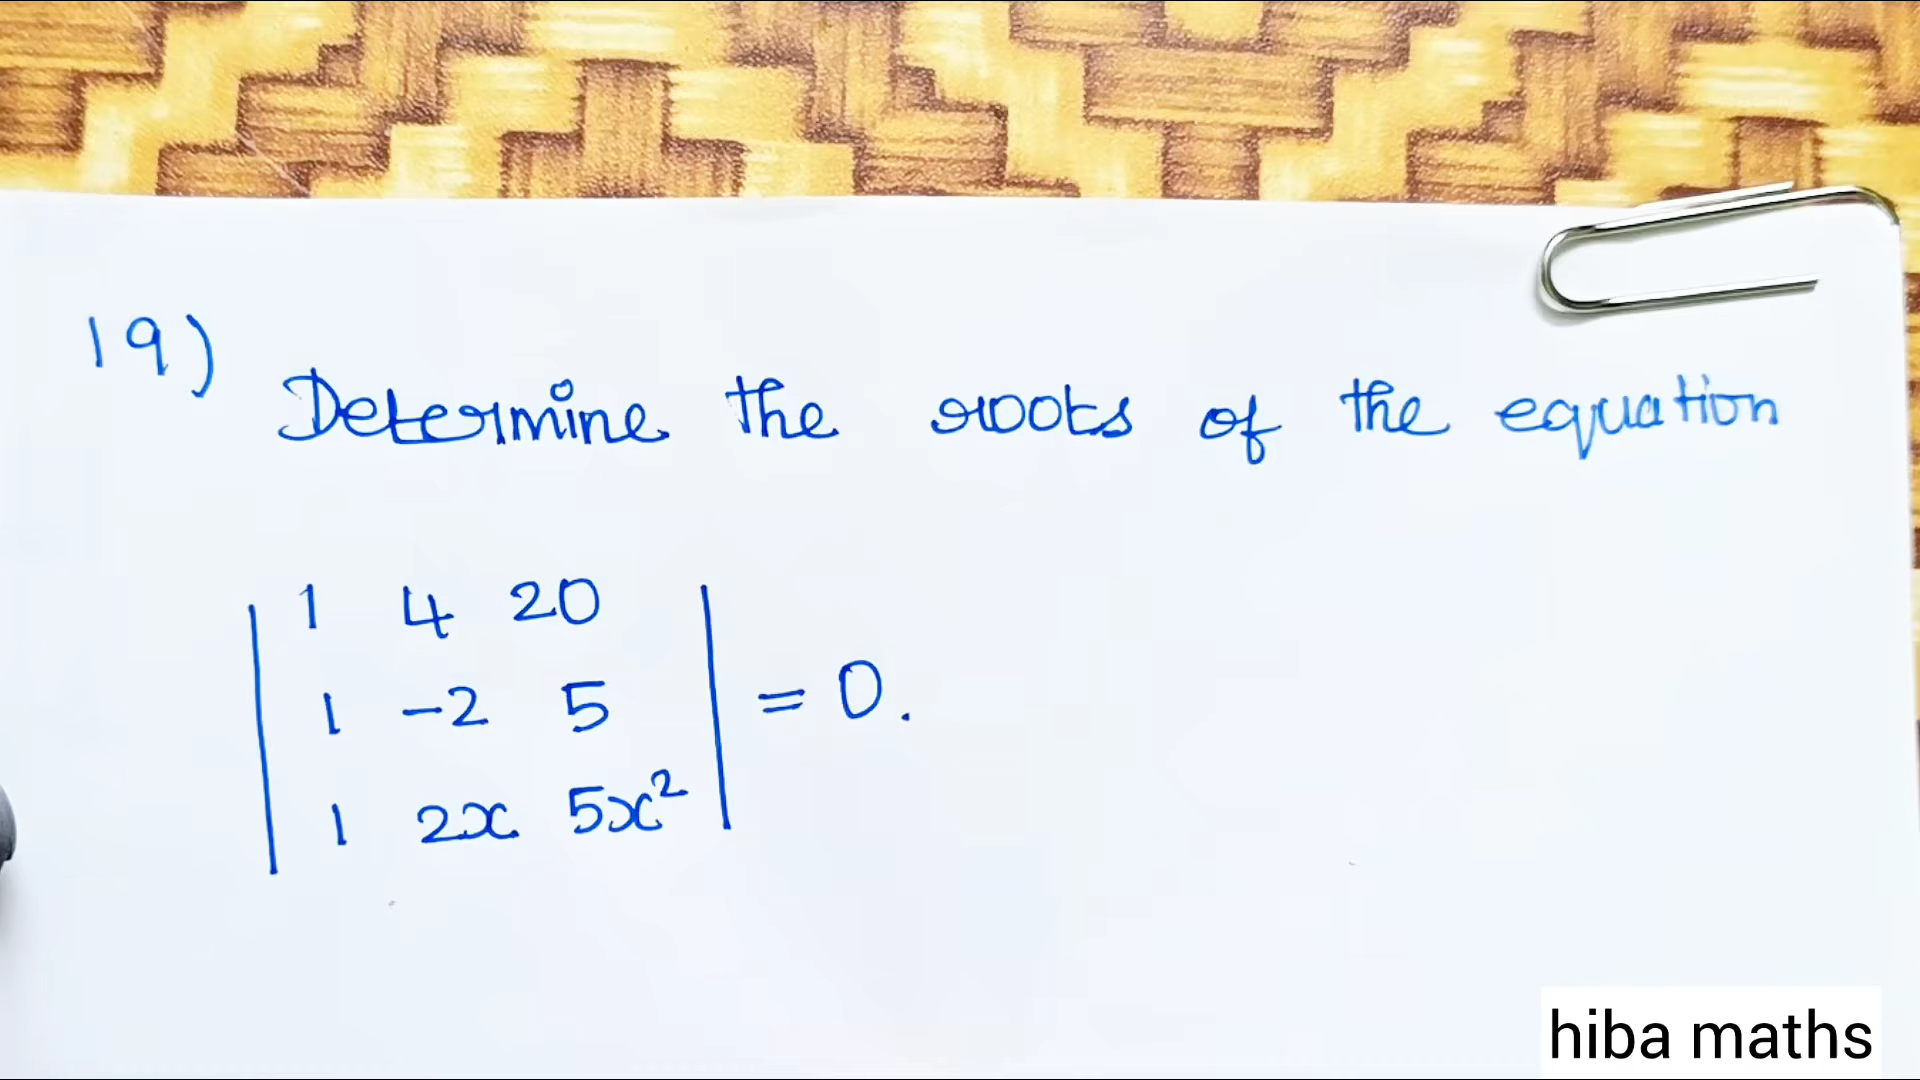 19)
Determine the roots of the equation
1 4 20
1 -2 5 = 0.
1 2x 5x²
hiba maths